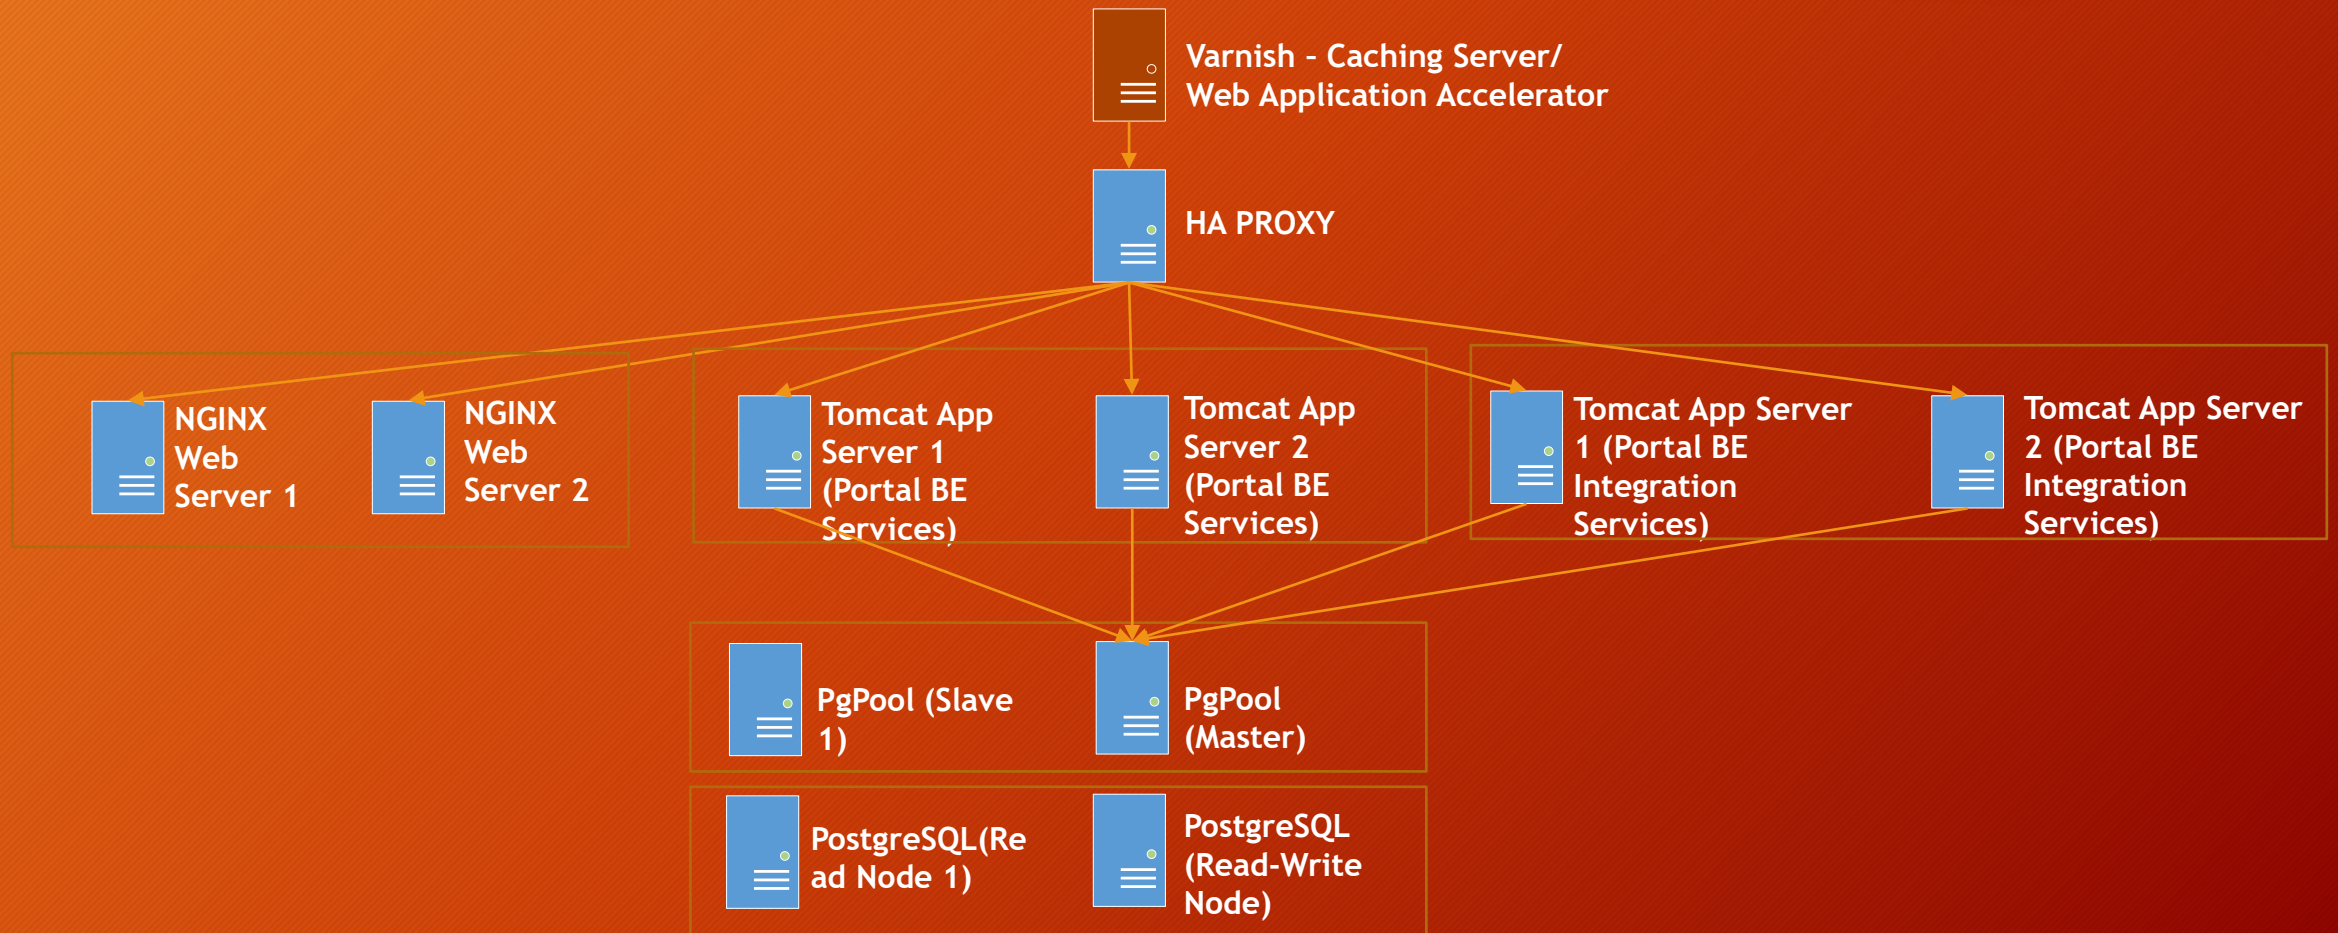 Varnish – Caching Server/
Web Application Accelerator
HA PROXY
NGINX
Web
Server 1
NGINX
Web
Server 2
Tomcat App
Server 1
(Portal BE
Services)
Tomcat App
Server 2
(Portal BE
Services)
Tomcat App Server
1 (Portal BE
Integration
Services)
Tomcat App Server
2 (Portal BE
Integration
Services)
PgPool (Slave
1)
PgPool
(Master)
PostgreSQL(Re
ad Node 1)
PostgreSQL
(Read-Write
Node)